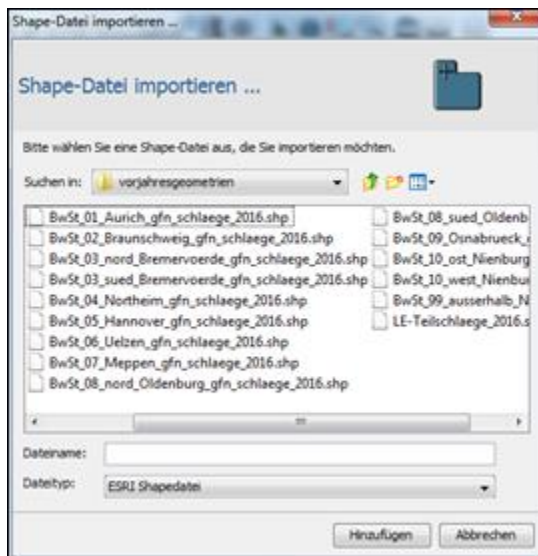 Shape-Datei importieren ...
Shape-Datei importieren ...
Bitte wählen Sie eine Shape-Datei aus, die Sie importieren möchten.
Suchen in: vorjahresgeometrien
BwSt_01_Aurich_gfn_schlaege_2016.shp
BwSt_02_Braunschweig_gfn_schlaege_2016.shp
BwSt_03_nord_Bremervoerde_gfn_schlaege_2016.shp
BwSt_03_sued_Bremervoerde_gfn_schlaege_2016.shp
BwSt_04_Northeim_gfn_schlaege_2016.shp
BwSt_05_Hannover_gfn_schlaege_2016.shp
BwSt_06_Uelzen_gfn_schlaege_2016.shp
BwSt_07_Meppen_gfn_schlaege_2016.shp
BwSt_08_nord_Oldenburg_gfn_schlaege_2016.shp
BwSt_08_sued_Oldenb
BwSt_09_Osnabrueck_
BwSt_10_ost_Nienburg
BwSt_10_west_Nienbu
BwSt_99_ausserhalb_N
LE-Teilschlaege_2016.s
Dateiname:
Dateityp: ESRI Shapedatei
Hinzufügen Abbrechen